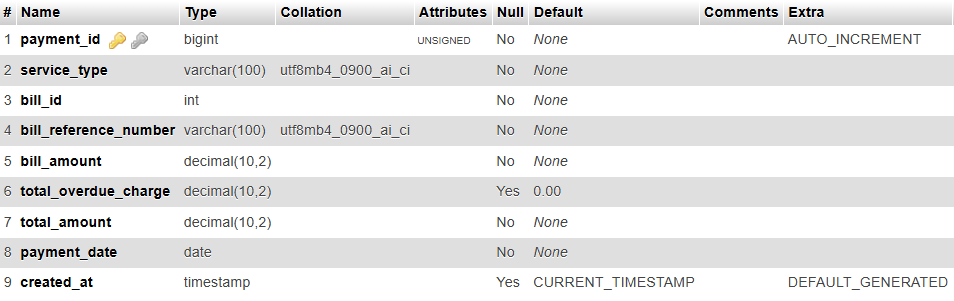 # Name Type Collation Attributes Null Default Comments Extra
1 payment_id bigint UNSIGNED No None AUTO_INCREMENT
2 service_type varchar(100) utf8mb4_0900_ai_ci No None
3 bill_id int No None
4 bill_reference_number varchar(100) utf8mb4_0900_ai_ci No None
5 bill_amount decimal(10,2) No None
6 total_overdue_charge decimal(10,2) Yes 0.00
7 total_amount decimal(10,2) No None
8 payment_date date No None
9 created_at timestamp Yes CURRENT_TIMESTAMP DEFAULT_GENERATED